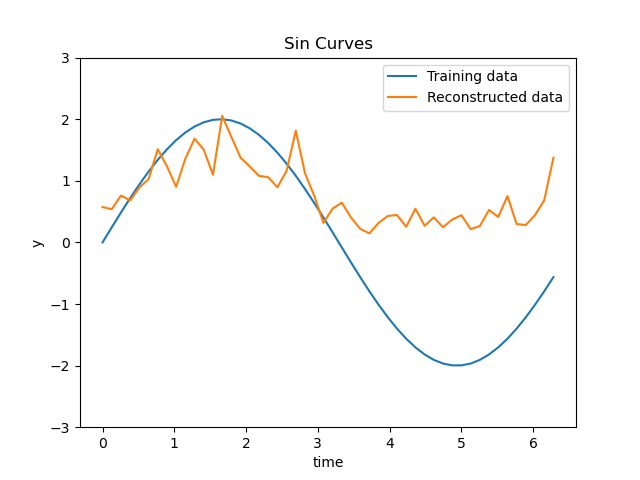 Sin Curves
Training data
Reconstructed data
3
2
1
0
−1
−2
−3
y
0 1 2 3 4 5 6
time